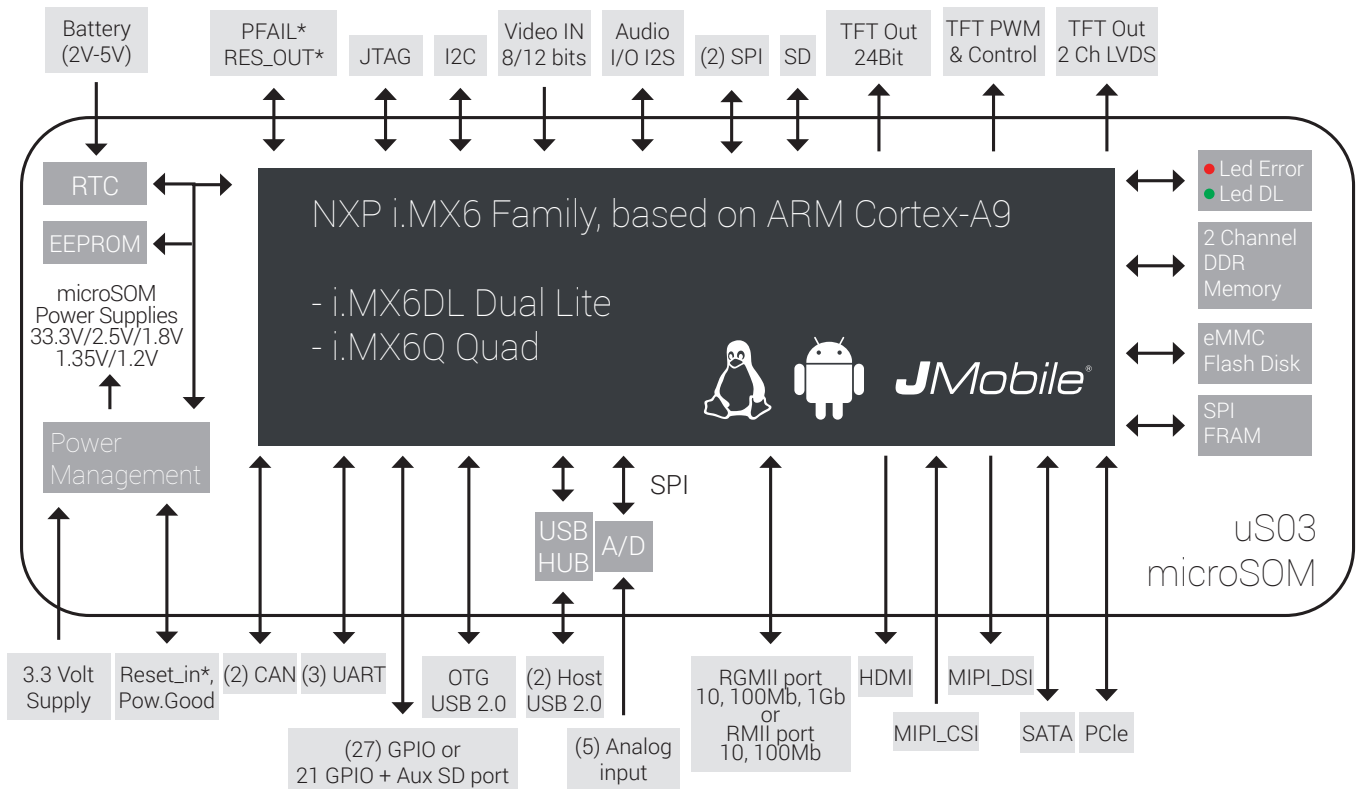 Battery
(2V-5V)
PFAIL*
RES_OUT*
JTAG
I2C
Video IN
8/12 bits
Audio
I/O I2S
(2) SPI
SD
TFT Out
24Bit
TFT PWM
& Control
TFT Out
2 Ch LVDS
RTC
EEPROM
microSOM
Power Supplies
33.3V/2.5V/1.8V
1.35V/1.2V
Power
Management
NXP i.MX6 Family, based on ARM Cortex-A9
- i.MX6DL Dual Lite
- i.MX6Q Quad
JMobile®
Led Error
Led DL
2 Channel
DDR
Memory
eMMC
Flash Disk
SPI
FRAM
SPI
USB
HUB
A/D
uS03
microSOM
3.3 Volt
Supply
Reset_in*,
Pow.Good
(2) CAN
(3) UART
(27) GPIO or
21 GPIO + Aux SD port
OTG
USB 2.0
(2) Host
USB 2.0
(5) Analog
input
RGMII port
10, 100Mb, 1Gb
or
RMII port
10, 100Mb
HDMI
MIPI_CSI
MIPI_DSI
SATA
PCIe